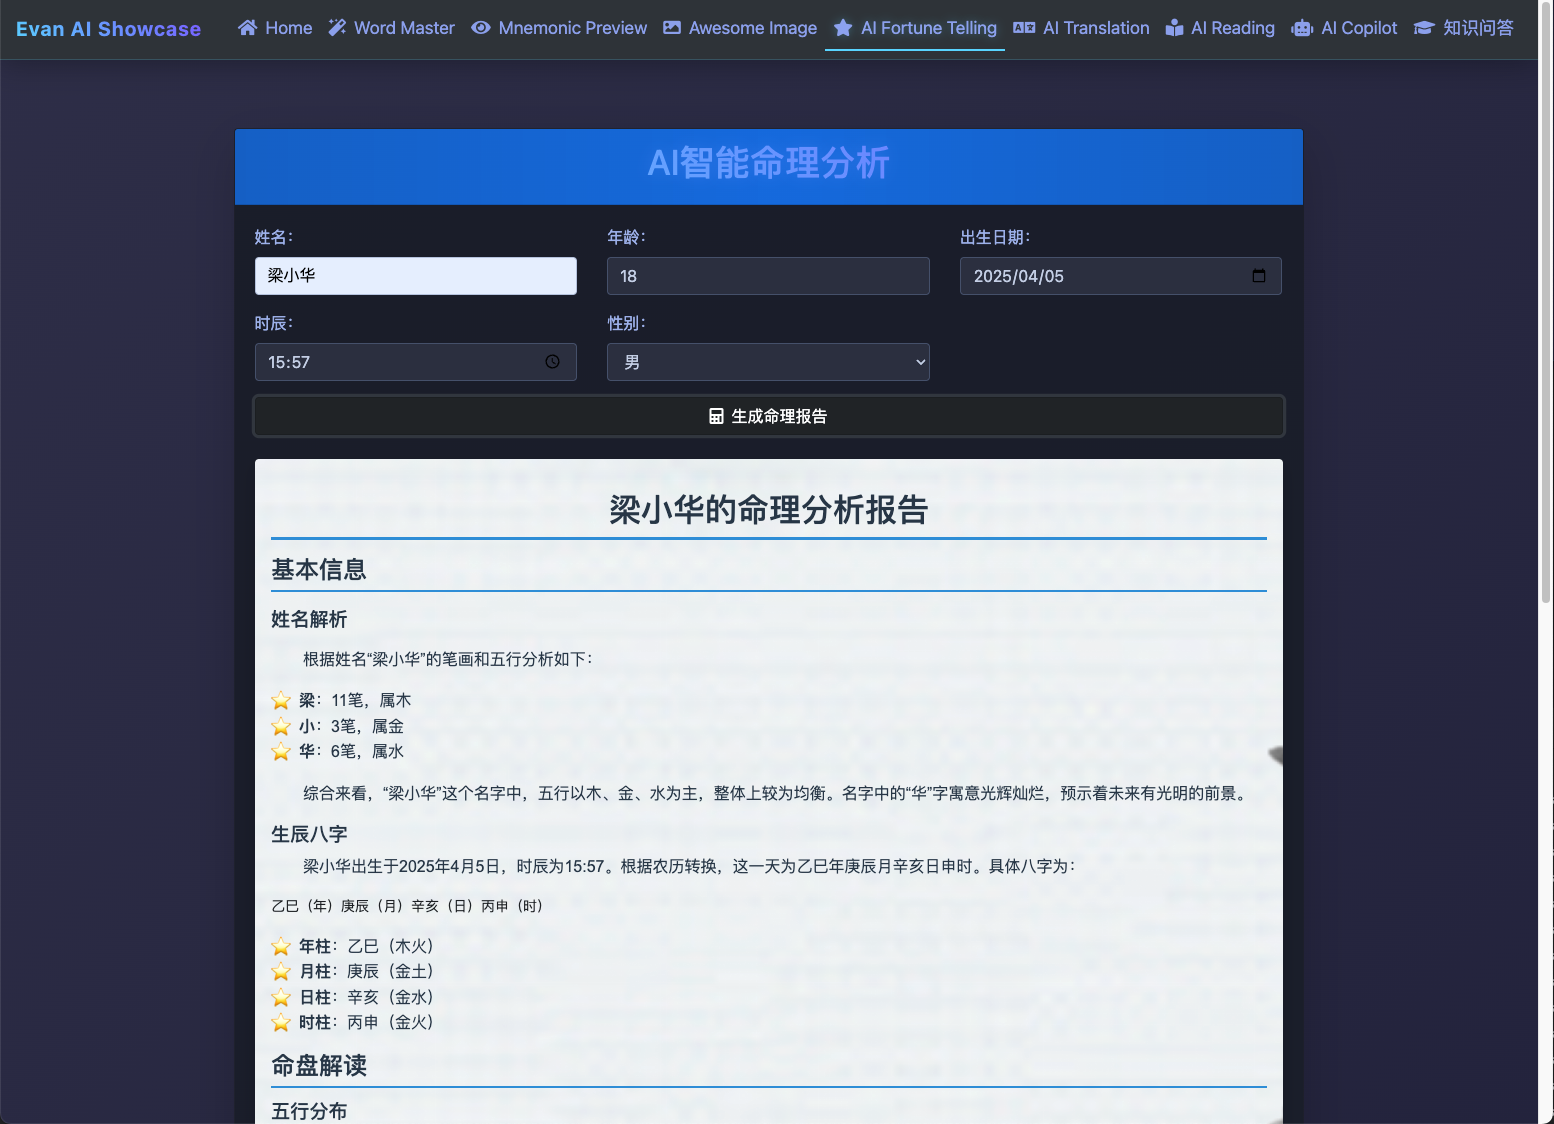 Evan AI Showcase Home Word Master Mnemonic Preview Awesome Image AI Fortune Telling AI Translation AI Reading AI Copilot 知识问答
AI智能命理分析
姓名： 年龄： 出生日期：
梁小华 18 2025/04/05
时辰： 性别：
15:57 男
生成命理报告
梁小华的命理分析报告
基本信息
姓名解析
根据姓名“梁小华”的笔画和五行分析如下：
梁：11笔，属木
小：3笔，属金
华：6笔，属水
综合来看，“梁小华”这个名字中，五行以木、金、水为主，整体上较为均衡。名字中的“华”字寓意光辉灿烂，预示着未来有光明的前景。
生辰八字
梁小华出生于2025年4月5日，时辰为15:57。根据农历转换，这一天为乙巳年庚辰月辛亥日申时。具体八字为：
乙巳（年）庚辰（月）辛亥（日）丙申（时）
年柱：乙巳（木火）
月柱：庚辰（金土）
日柱：辛亥（金水）
时柱：丙申（金火）
命盘解读
五行分布